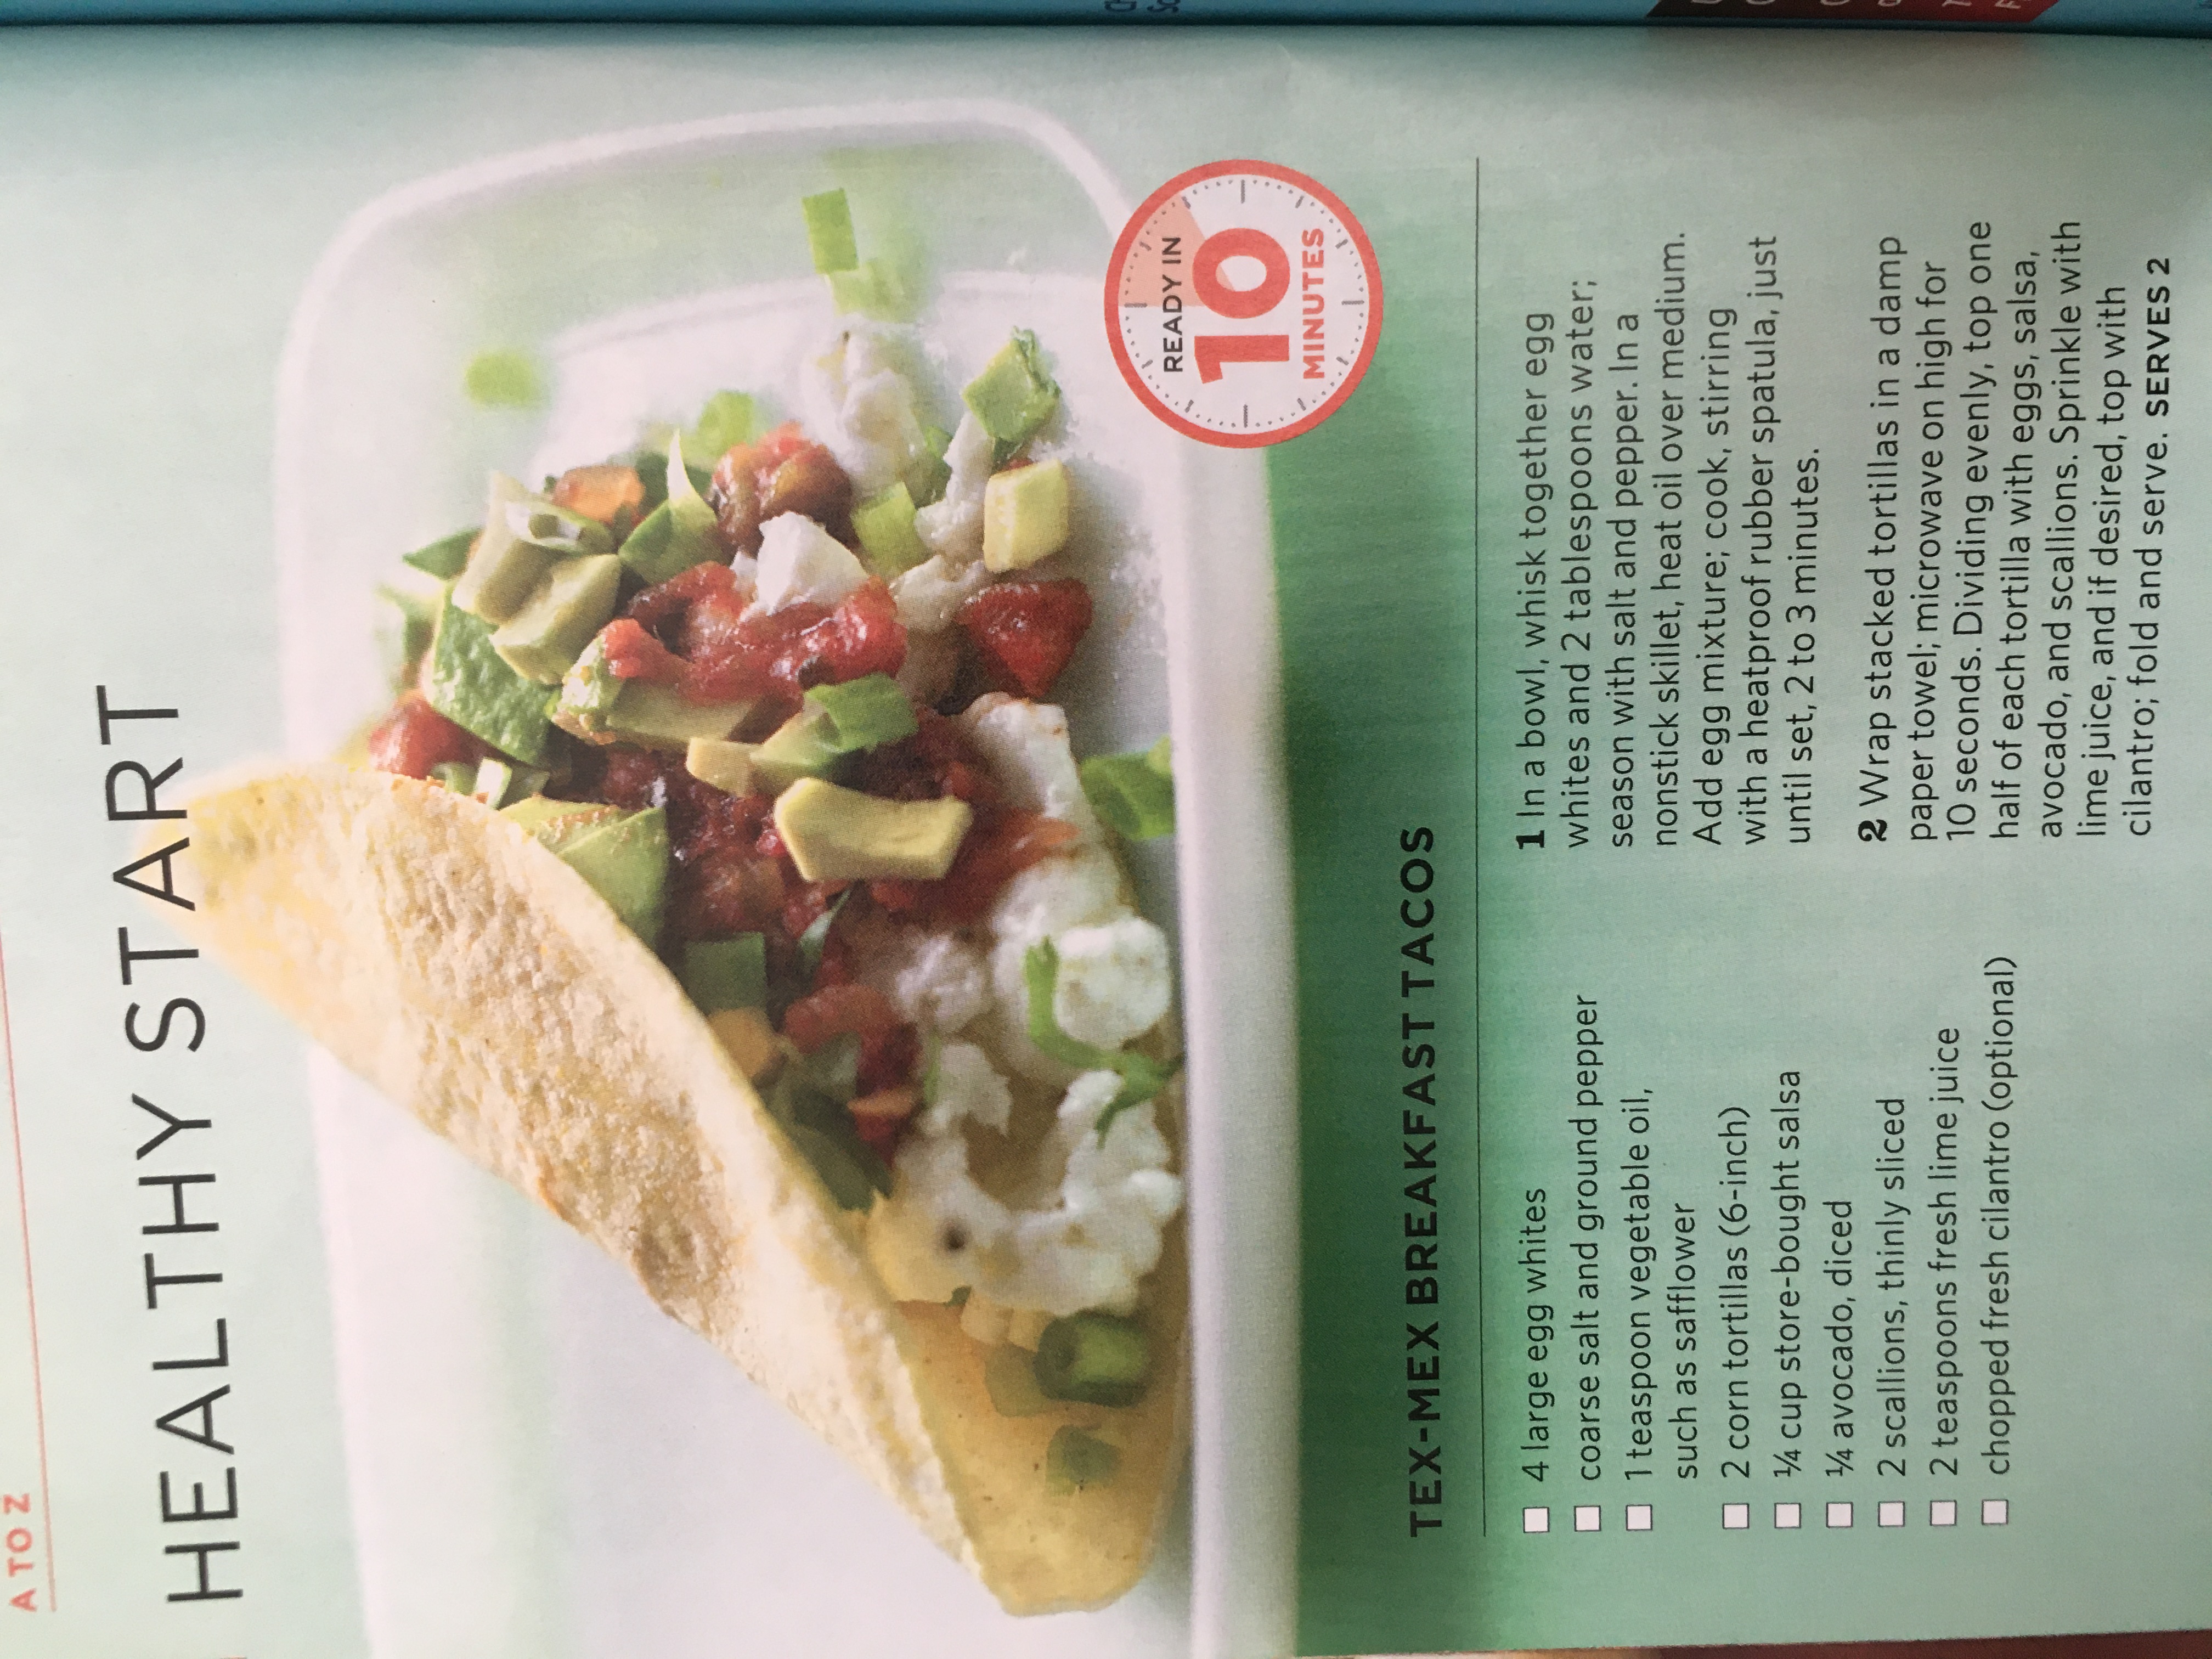 A TO Z
HEALTHY START
READY IN
10
MINUTES
TEX-MEX BREAKFAST TACOS
4 large egg whites
coarse salt and ground pepper
1 teaspoon vegetable oil,
such as safflower
2 corn tortillas (6-inch)
¼ cup store-bought salsa
¼ avocado, diced
2 scallions, thinly sliced
2 teaspoons fresh lime juice
chopped fresh cilantro (optional)
1 In a bowl, whisk together egg
whites and 2 tablespoons water;
season with salt and pepper. In a
nonstick skillet, heat oil over medium.
Add egg mixture; cook, stirring
with a heatproof rubber spatula, just
until set, 2 to 3 minutes.
2 Wrap stacked tortillas in a damp
paper towel; microwave on high for
10 seconds. Dividing evenly, top one
half of each tortilla with eggs, salsa,
avocado, and scallions. Sprinkle with
lime juice, and if desired, top with
cilantro; fold and serve. SERVES 2